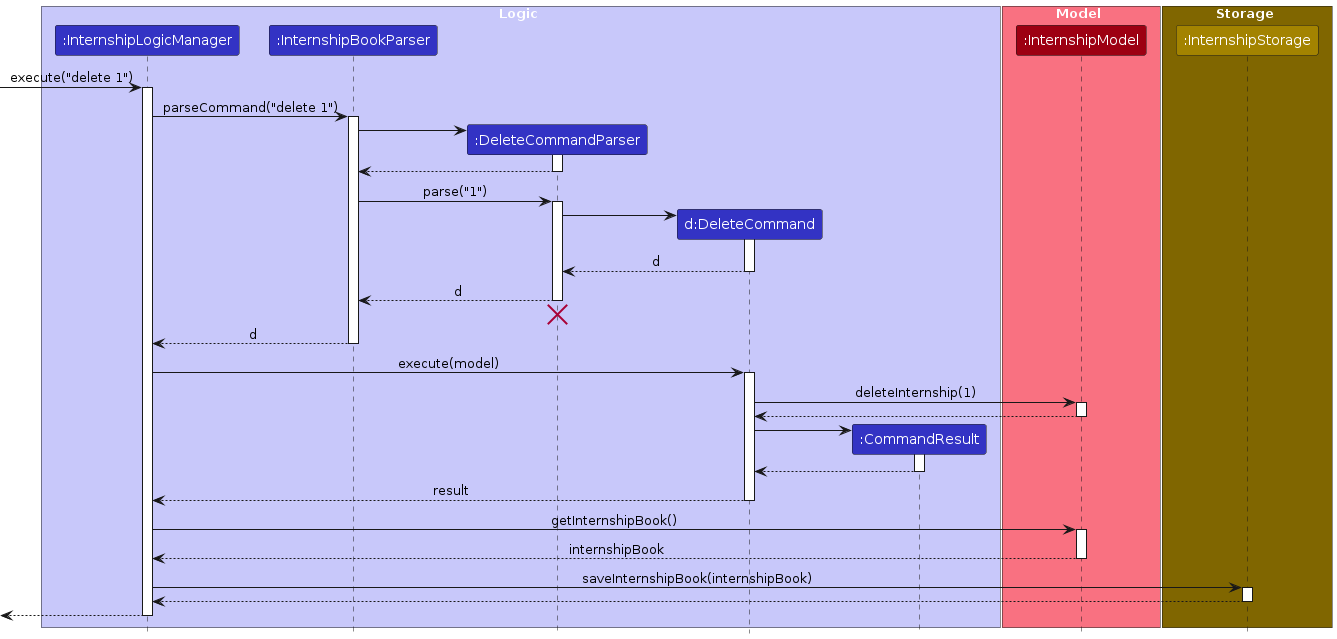 Logic
Model
Storage
:InternshipLogicManager
:InternshipBookParser
:InternshipModel
:InternshipStorage
execute("delete 1")
parseCommand("delete 1")
:DeleteCommandParser
parse("1")
d:DeleteCommand
d
d
d
execute(model)
deleteInternship(1)
:CommandResult
result
getInternshipBook()
internshipBook
saveInternshipBook(internshipBook)